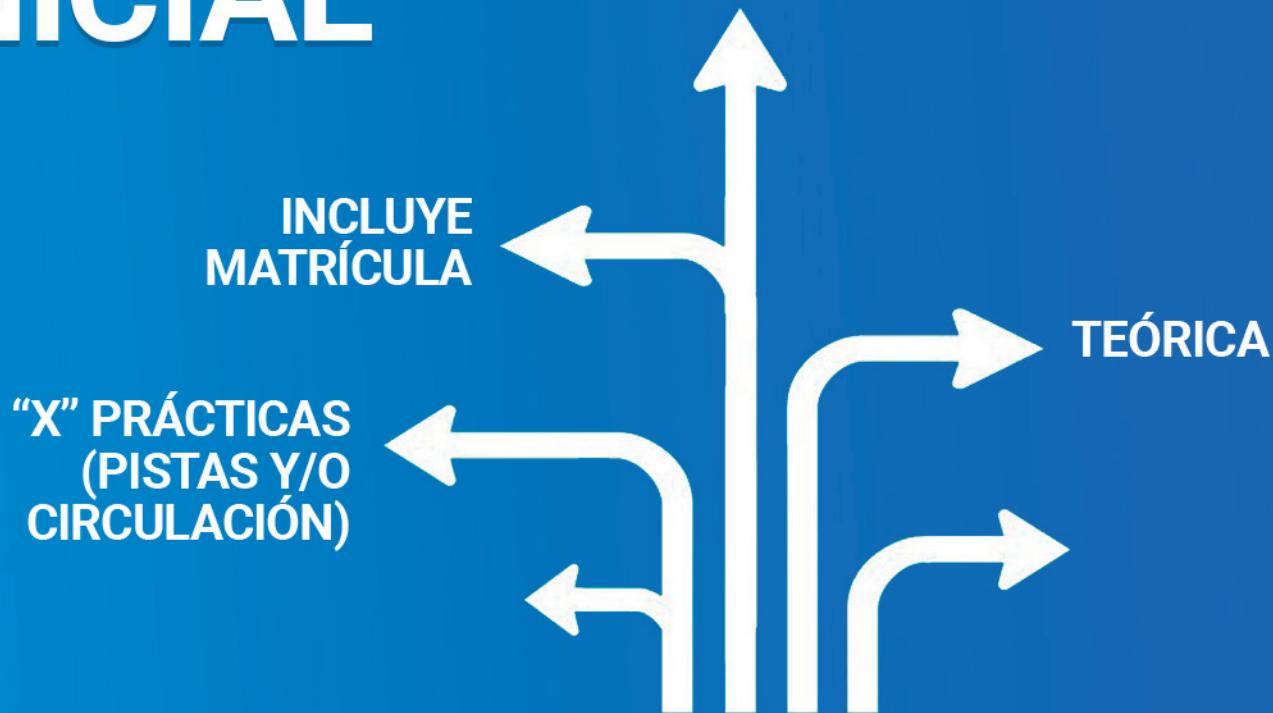 INCLUYE
MATRÍCULA
TEÓRICA
“X” PRÁCTICAS
(PISTAS Y/O
CIRCULACIÓN)